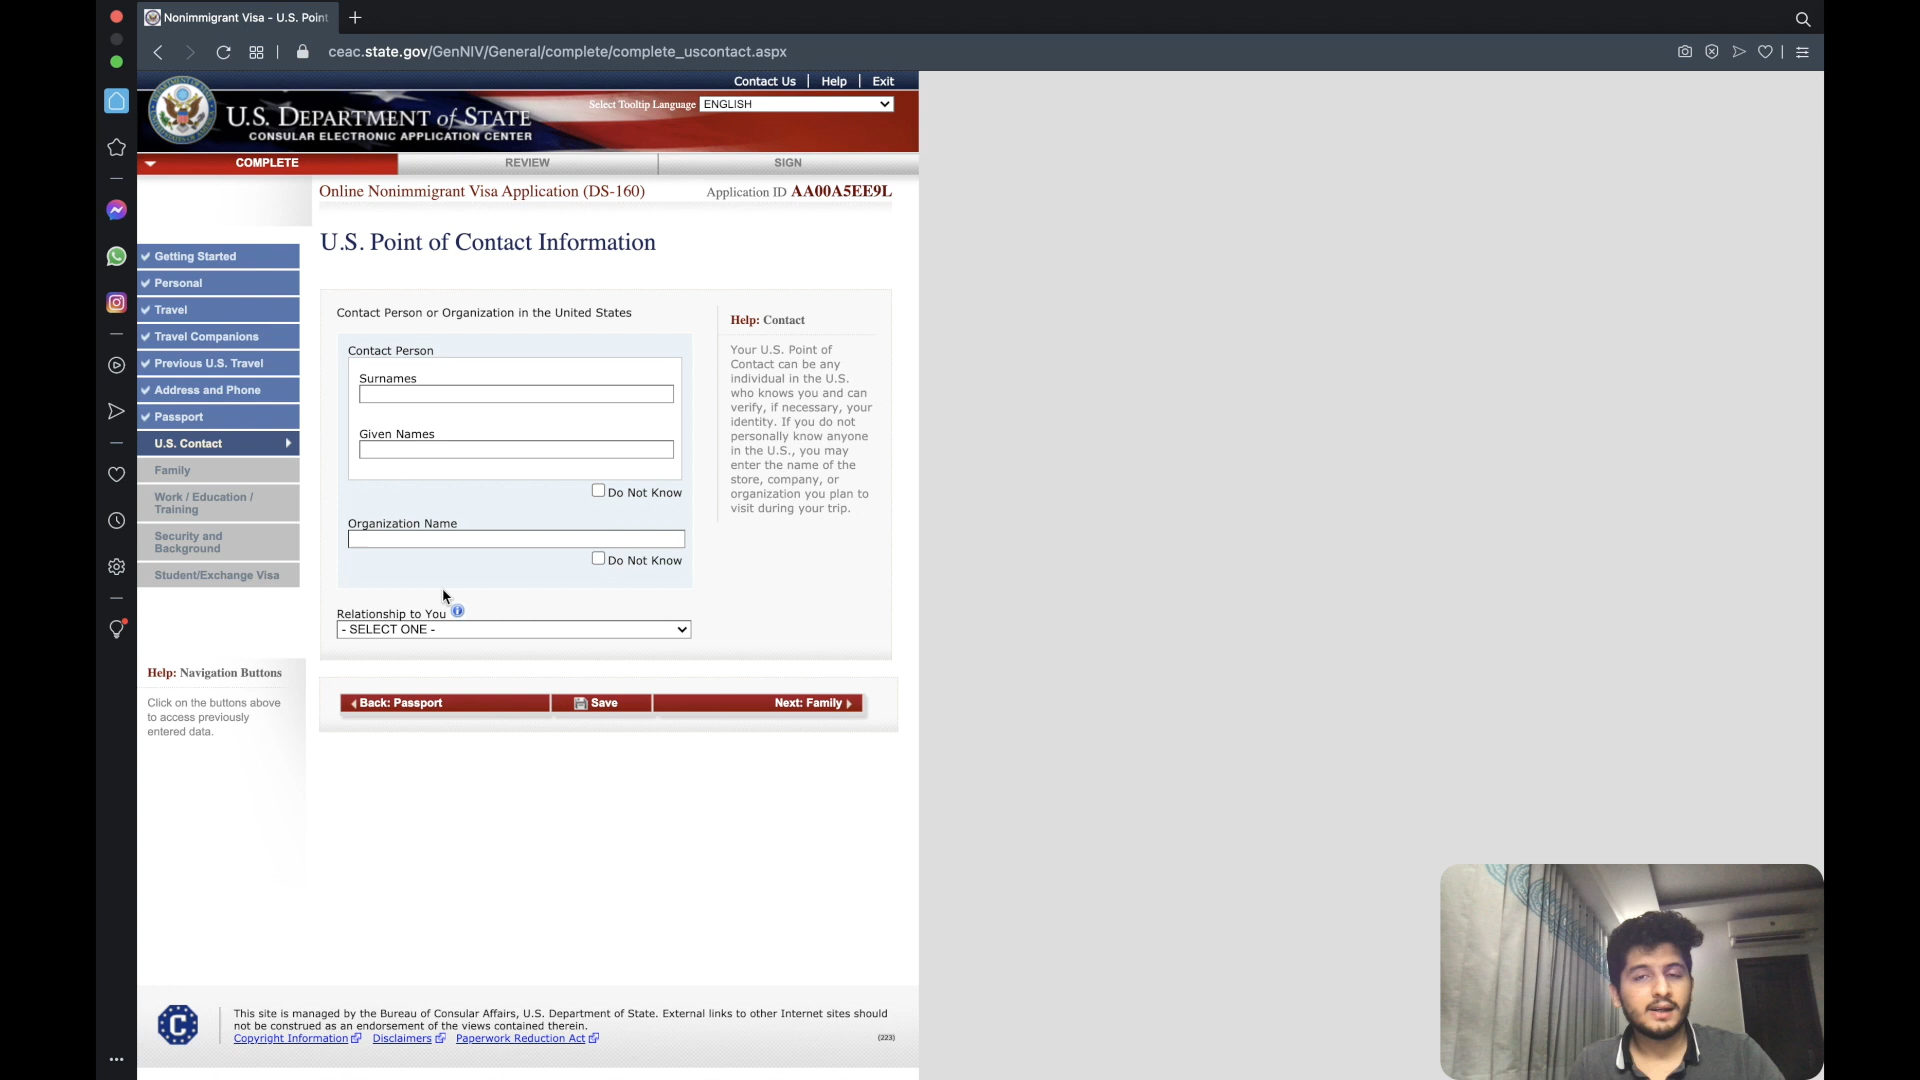 Nonimmigrant Visa - U.S. Point
ceac.state.gov/GenNIV/General/complete/complete_uscontact.aspx
Contact Us | Help | Exit
Select Tooltip Language ENGLISH
U.S. DEPARTMENT of STATE
CONSULAR ELECTRONIC APPLICATION CENTER
COMPLETE REVIEW SIGN
Online Nonimmigrant Visa Application (DS-160) Application ID AA00A5EE9L
U.S. Point of Contact Information
Getting Started
Personal
Travel
Travel Companions
Previous U.S. Travel
Address and Phone
Passport
U.S. Contact
Family
Work / Education /
Training
Security and
Background
Student/Exchange Visa
Help: Navigation Buttons
Click on the buttons above
to access previously
entered data.
Contact Person or Organization in the United States
Contact Person
Surnames
Given Names
Do Not Know
Organization Name
Do Not Know
Relationship to You
- SELECT ONE -
Help: Contact
Your U.S. Point of
Contact can be any
individual in the U.S.
who knows you and can
verify, if necessary, your
identity. If you do not
personally know anyone
in the U.S., you may
enter the name of the
store, company, or
organization you plan to
visit during your trip.
Back: Passport Save Next: Family
This site is managed by the Bureau of Consular Affairs, U.S. Department of State. External links to other Internet sites should
not be construed as an endorsement of the views contained therein.
Copyright Information Disclaimers Paperwork Reduction Act (223)